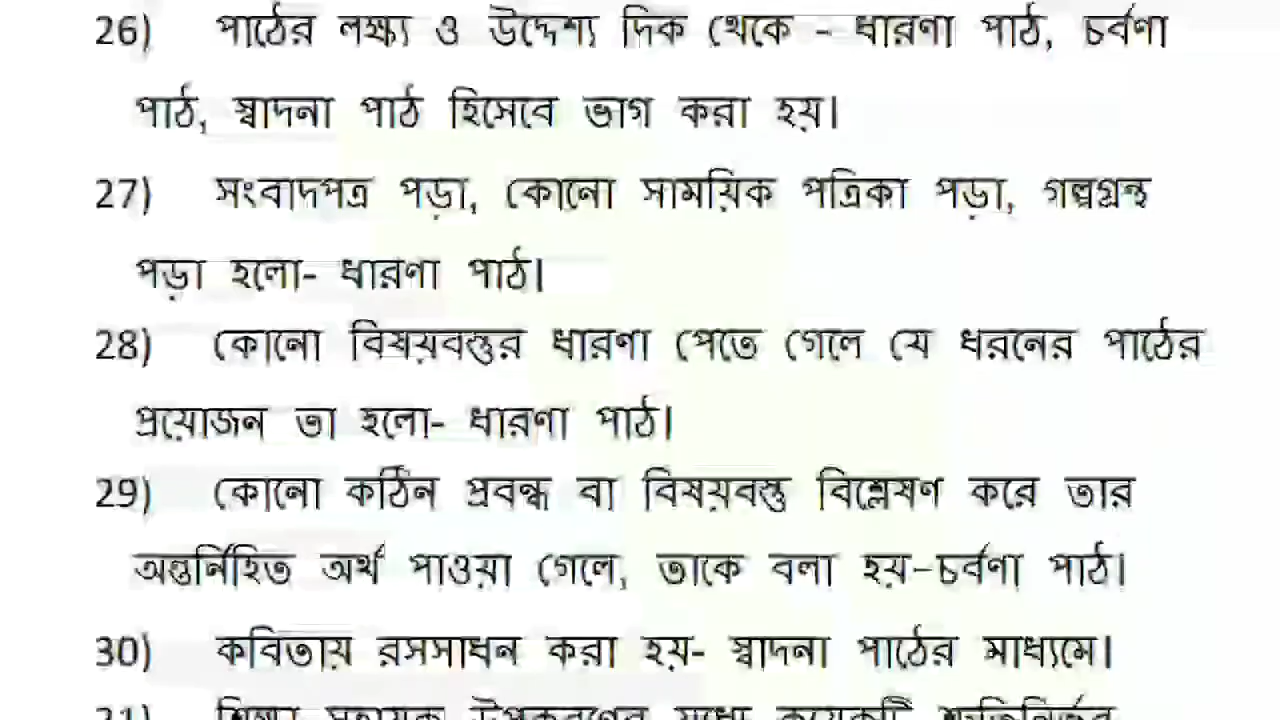 26) পাঠের লক্ষ্য ও উদ্দেশ্য দিক থেকে - ধারণা পাঠ, চর্বণা
পাঠ, স্বাদনা পাঠ হিসেবে ভাগ করা হয়।
27) সংবাদপত্র পড়া, কোনো সাময়িক পত্রিকা পড়া, গল্পগ্রন্থ
পড়া হলো- ধারণা পাঠ।
28) কোনো বিষয়বস্তুর ধারণা পেতে গেলে যে ধরনের পাঠের
প্রয়োজন তা হলো- ধারণা পাঠ।
29) কোনো কঠিন প্রবন্ধ বা বিষয়বস্তু বিশ্লেষণ করে তার
অন্তর্নিহিত অর্থ পাওয়া গেলে, তাকে বলা হয়-চর্বণা পাঠ।
30) কবিতায় রসসাধন করা হয়- স্বাদনা পাঠের মাধ্যমে।
31)